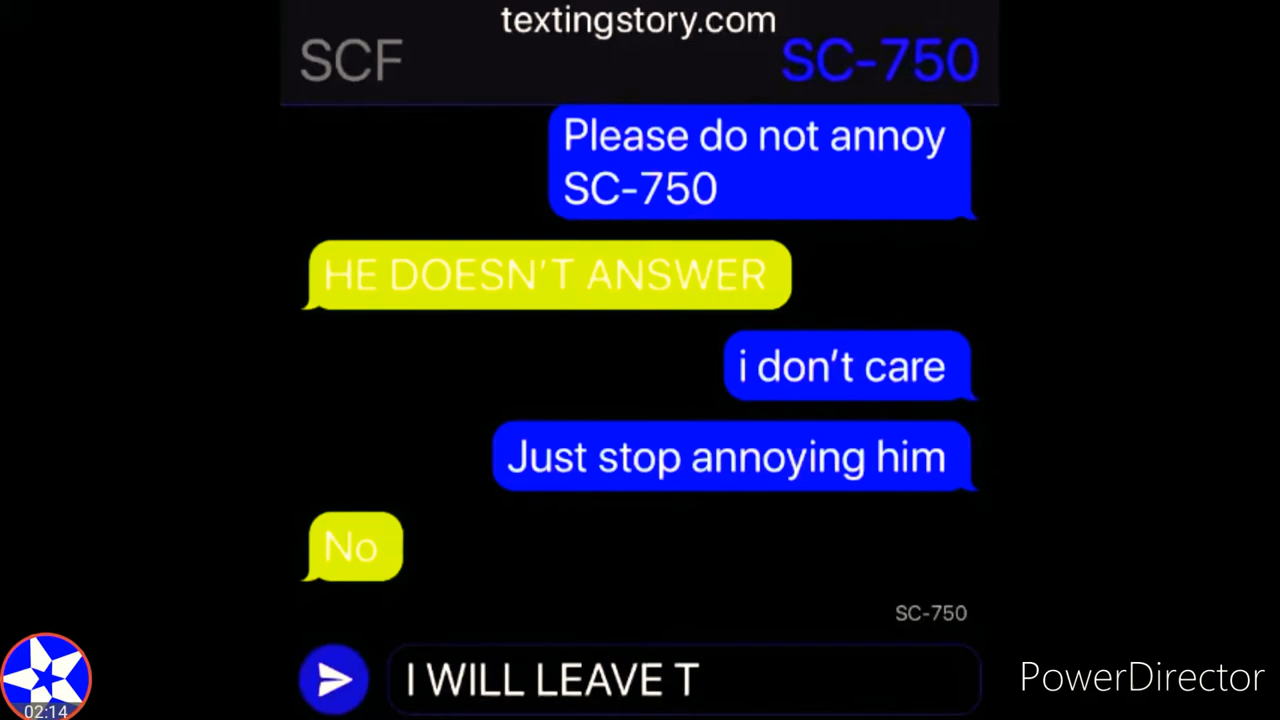 textingstory.com
SCF
SC-750
Please do not annoy
SC-750
HE DOESN'T ANSWER
i don't care
Just stop annoying him
No
SC-750
I WILL LEAVE T
PowerDirector
02:14